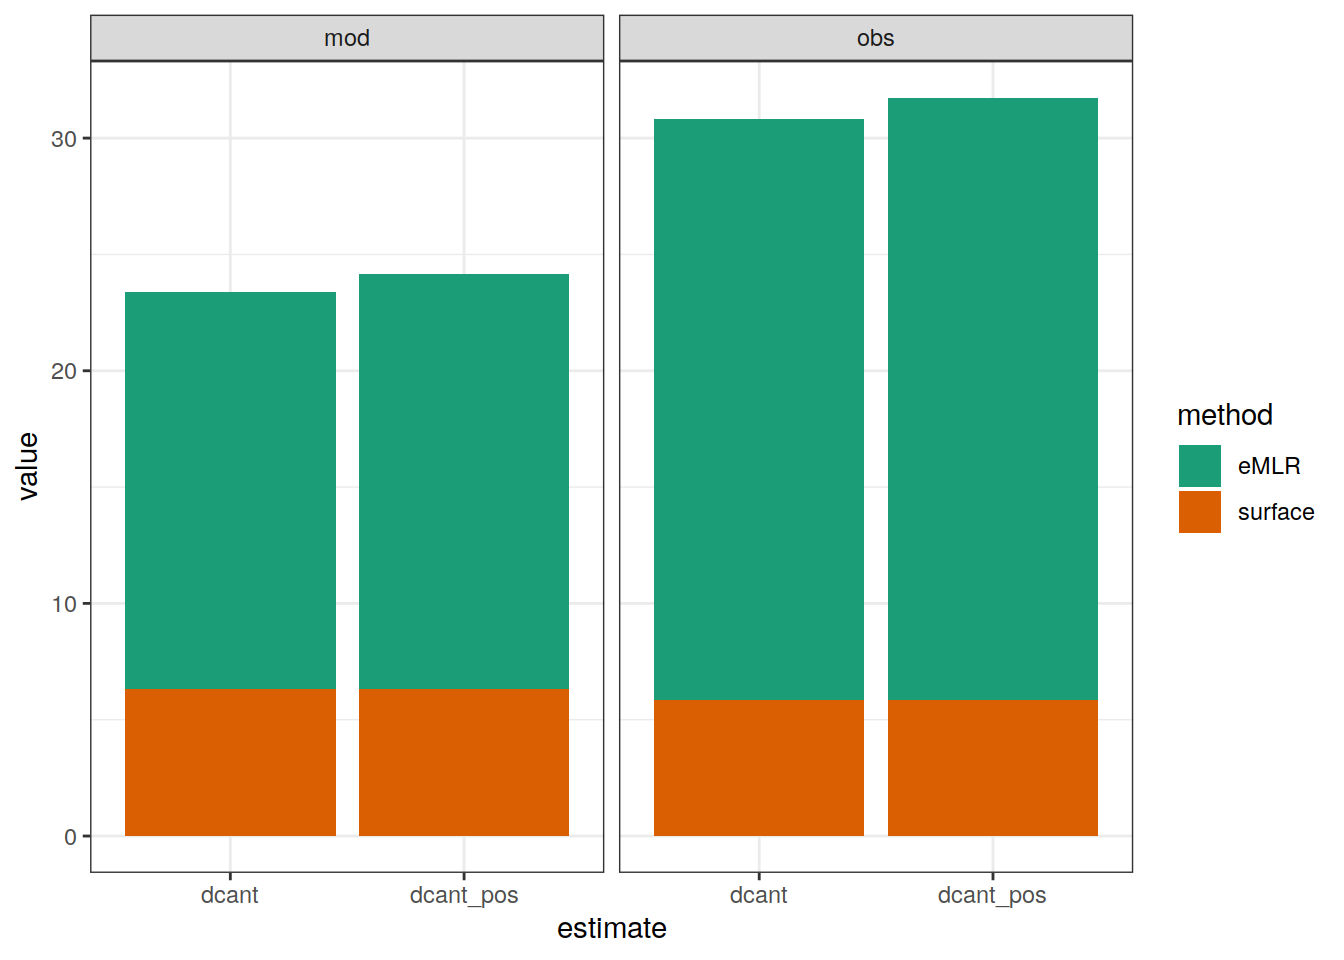 mod
obs
30
20
10
0
value
dcant
dcant_pos
dcant
dcant_pos
estimate
method
eMLR
surface